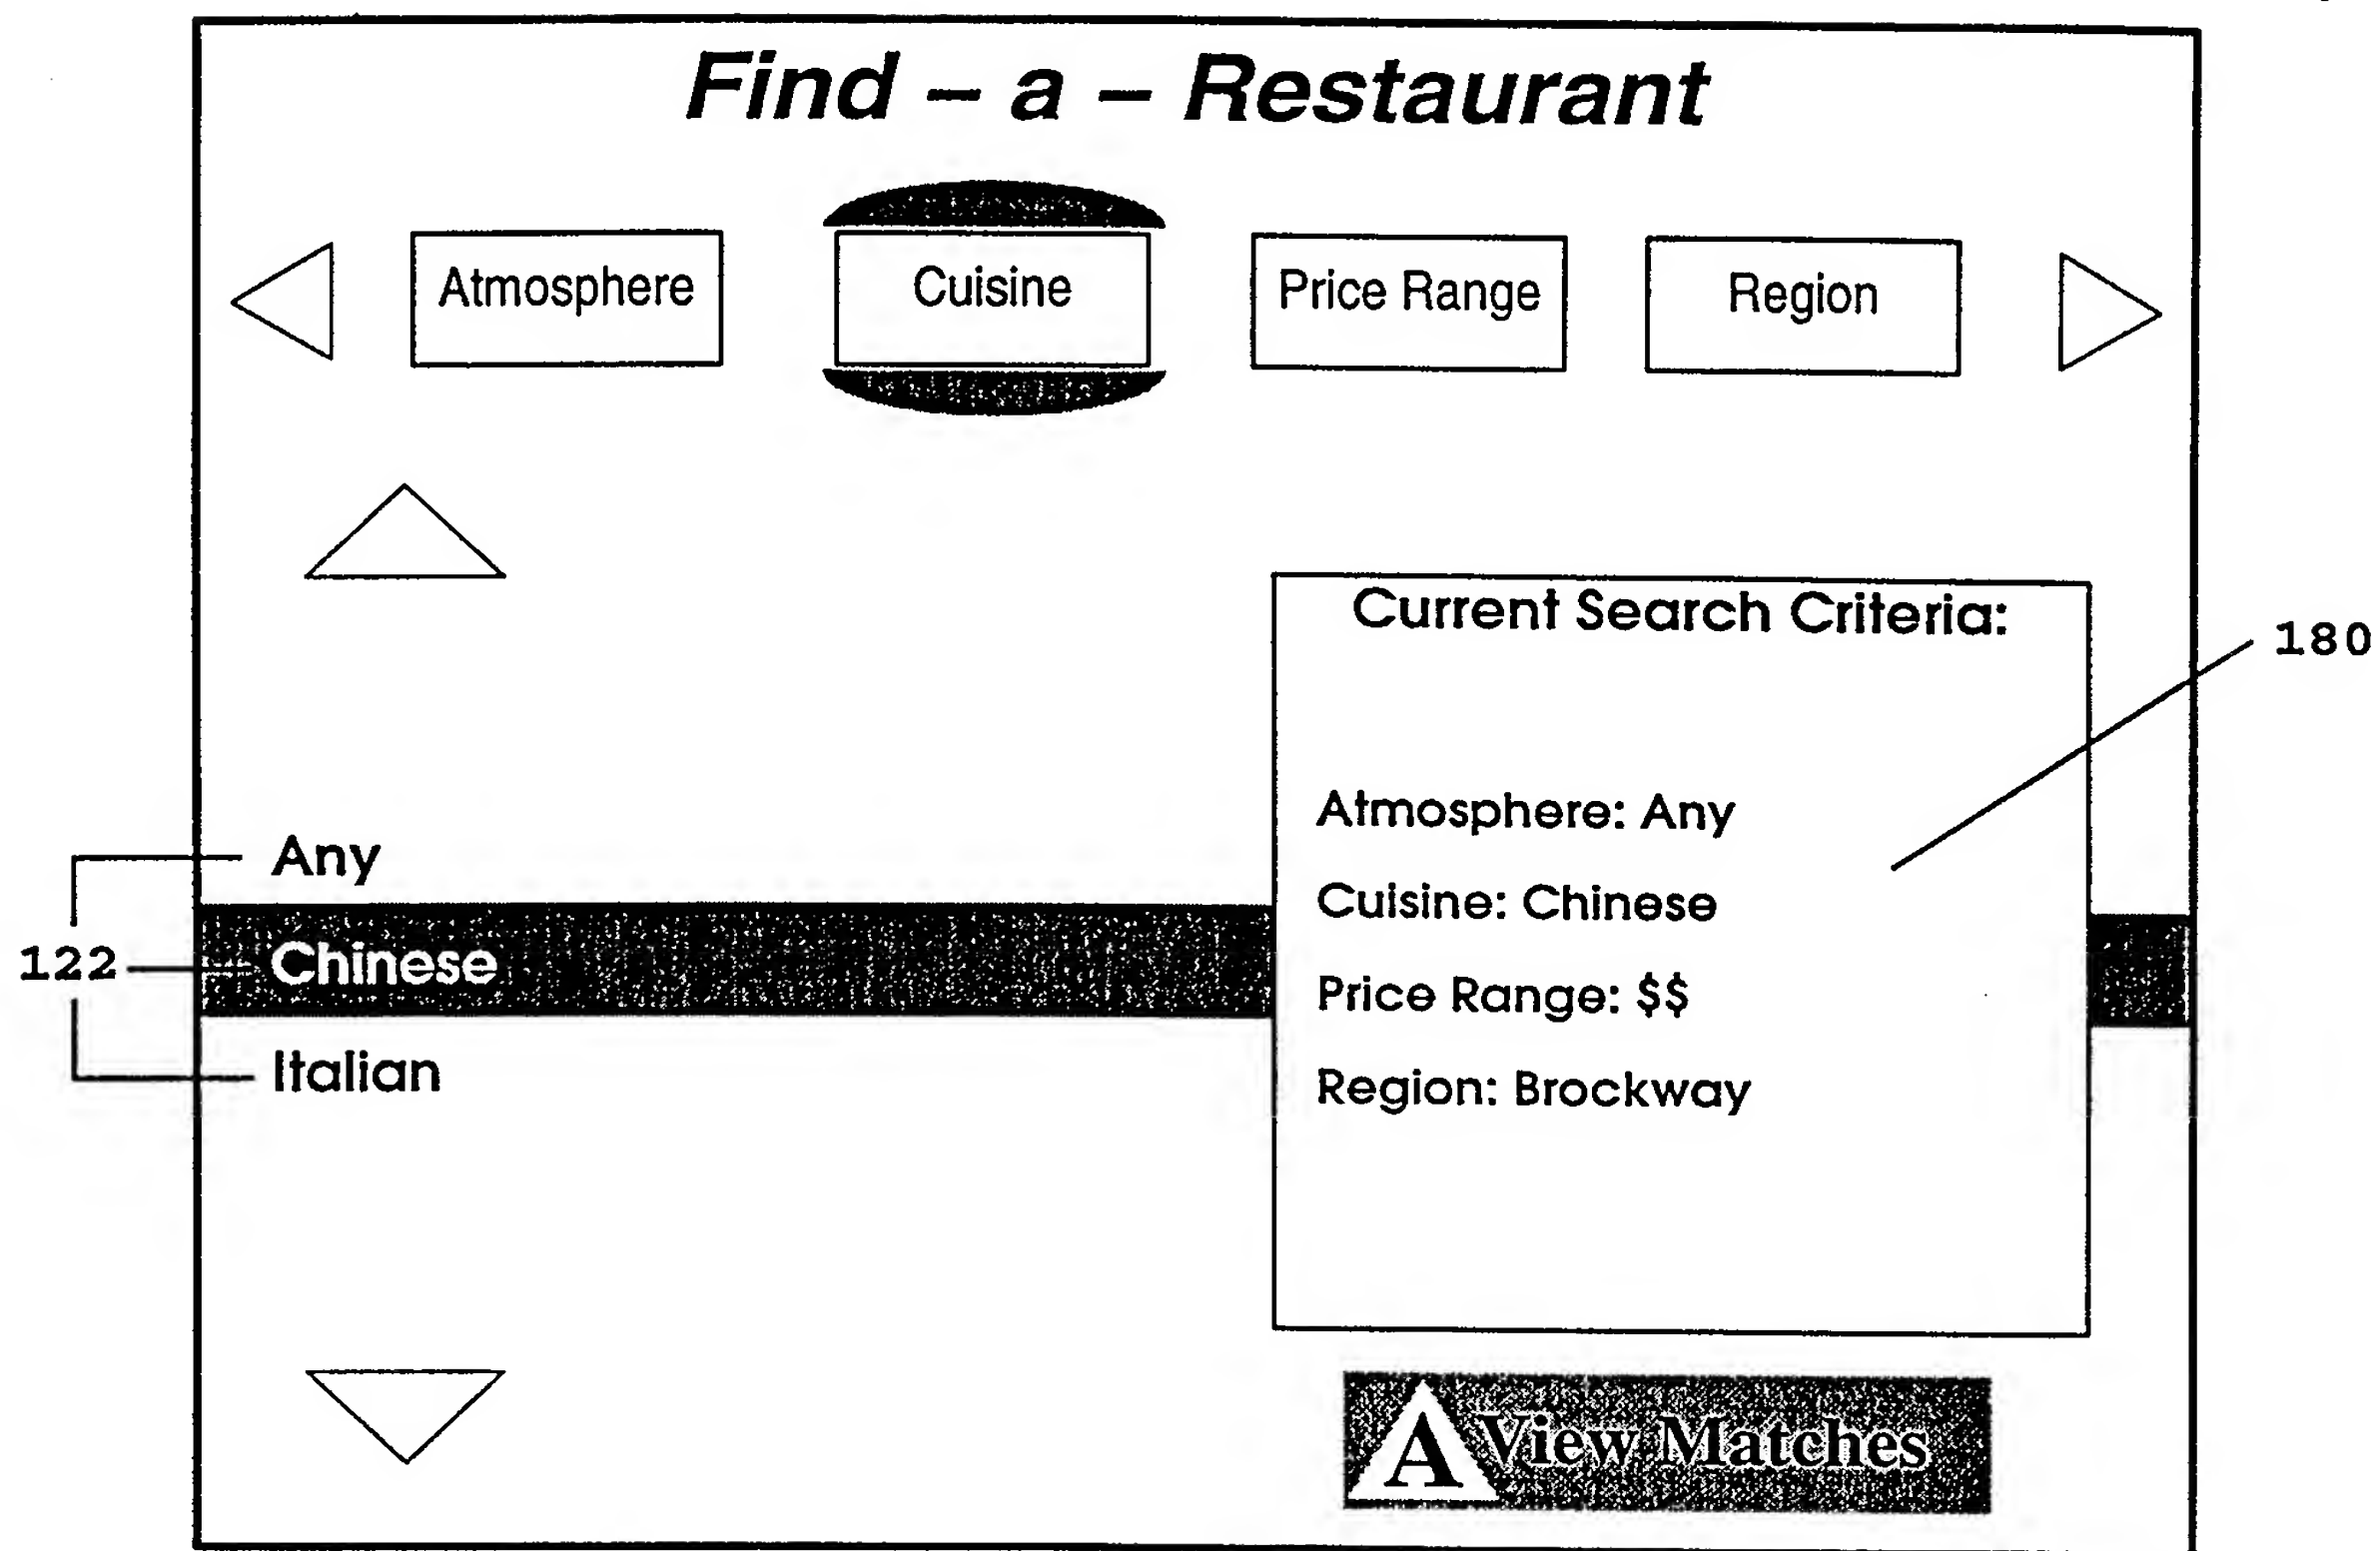 Find – a – Restaurant
Atmosphere
Cuisine
Price Range
Region
Current Search Criteria:
180
Atmosphere: Any
Cuisine: Chinese
Price Range: $$
Region: Brockway
Any
122
Chinese
Italian
A View Matches